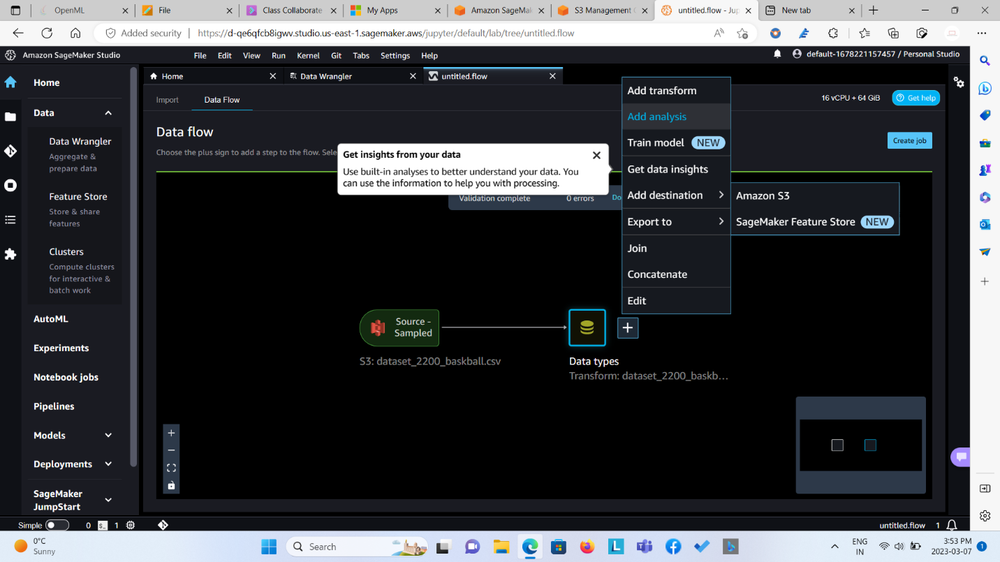 OpenML
File
Class Collaborate
My Apps
Amazon SageMak
S3 Management C
untitled.flow - Jup
New tab
Added security
https://d-qe6qfcb8igwv.studio.us-east-1.sagemaker.aws/jupyter/default/lab/tree/untitled.flow
Amazon SageMaker Studio
File Edit View Run Kernel Git Tabs Settings Help
default-1678221157457 / Personal Studio
Home
Data
Data Wrangler
Aggregate &
prepare data
Feature Store
Store & share
features
Clusters
Compute clusters
for interactive &
batch work
AutoML
Experiments
Notebook jobs
Pipelines
Models
Deployments
SageMaker
JumpStart
Home
Data Wrangler
untitled.flow
Import
Data Flow
16 vCPU + 64 GiB
Get help
Data flow
Choose the plus sign to add a step to the flow. Sele
Create job
Get insights from your data
Use built-in analyses to better understand your data. You
can use the information to help you with processing.
Validation complete
0 errors
Add transform
Add analysis
Train model NEW
Get data insights
Add destination
Export to
Join
Concatenate
Edit
Amazon S3
SageMaker Feature Store NEW
Source -
Sampled
S3: dataset_2200_baskball.csv
Data types
Transform: dataset_2200_baskb...
Simple
0
1
untitled.flow
1
0°C
Sunny
Search
ENG
IN
3:53 PM
2023-03-07
1